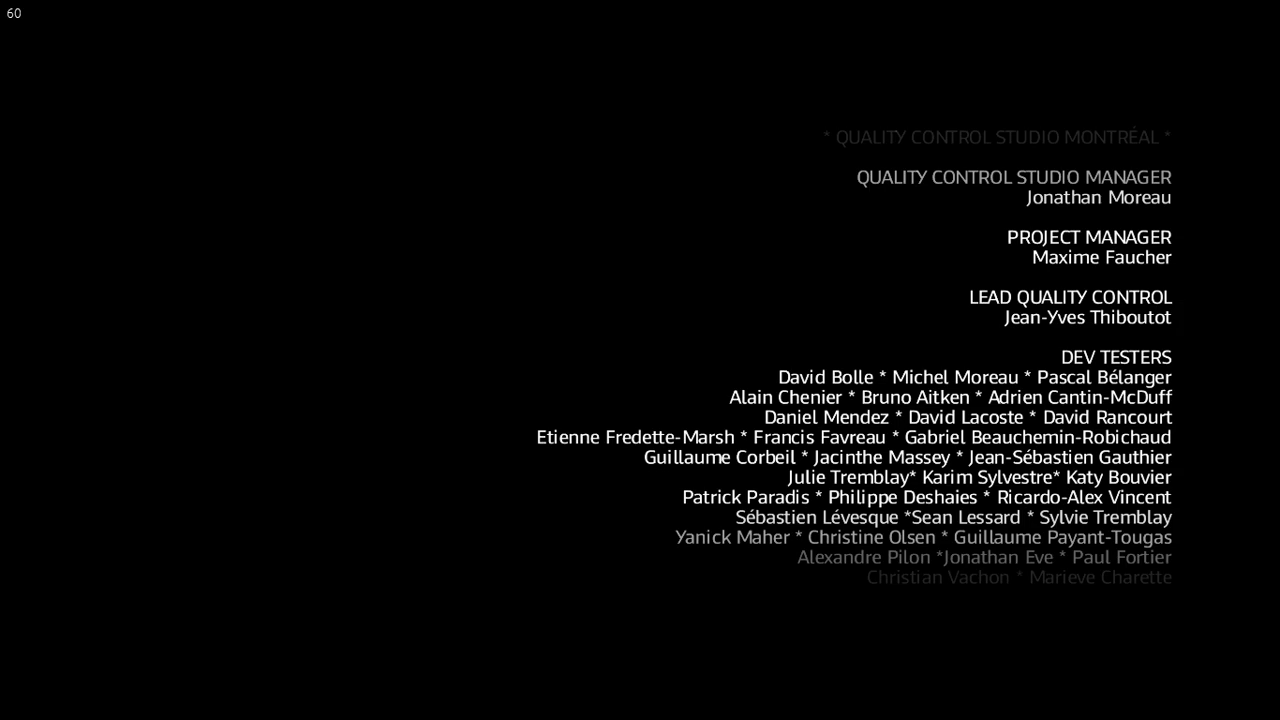 60
* QUALITY CONTROL STUDIO MONTRÉAL *
QUALITY CONTROL STUDIO MANAGER
Jonathan Moreau
PROJECT MANAGER
Maxime Faucher
LEAD QUALITY CONTROL
Jean-Yves Thiboutot
DEV TESTERS
David Bolle * Michel Moreau * Pascal Bélanger
Alain Chenier * Bruno Aitken * Adrien Cantin-McDuff
Daniel Mendez * David Lacoste * David Rancourt
Etienne Fredette-Marsh * Francis Favreau * Gabriel Beauchemin-Robichaud
Guillaume Corbeil * Jacinthe Massey * Jean-Sébastien Gauthier
Julie Tremblay* Karim Sylvestre* Katy Bouvier
Patrick Paradis * Philippe Deshaies * Ricardo-Alex Vincent
Sébastien Lévesque *Sean Lessard * Sylvie Tremblay
Yanick Maher * Christine Olsen * Guillaume Payant-Tougas
Alexandre Pilon *Jonathan Eve * Paul Fortier
Christian Vachon * Marieve Charette